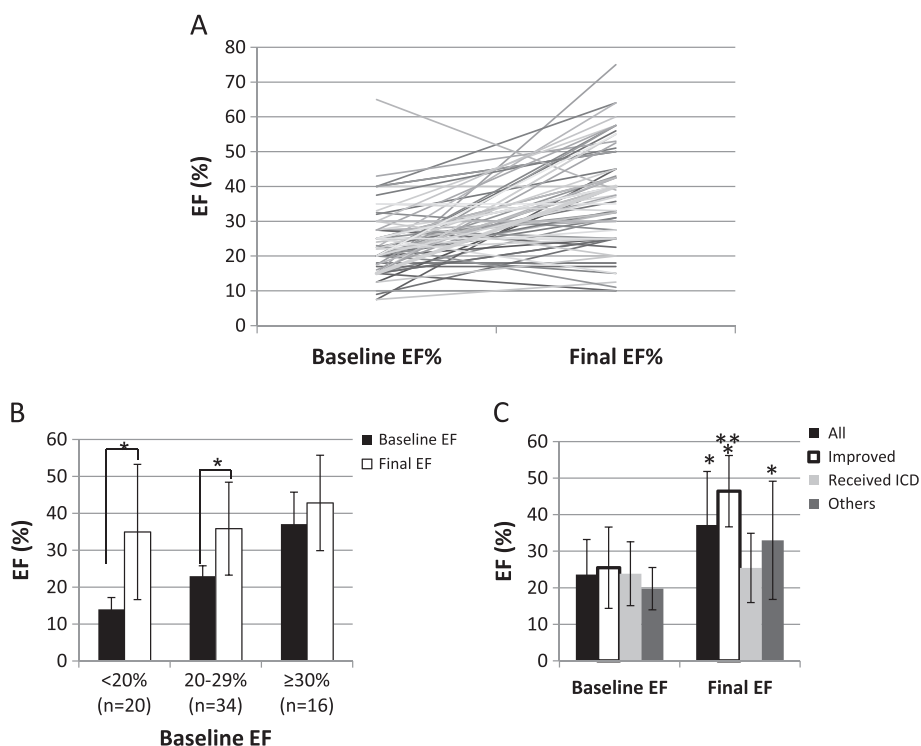 A
80
70
60
50
40
30
20
10
0
EF (%)
Baseline EF%
Final EF%
B
60
50
40
30
20
10
0
EF (%)
*
*
Baseline EF
Final EF
<20%
(n=20)
20-29%
(n=34)
≥30%
(n=16)
Baseline EF
C
60
50
40
30
20
10
0
EF (%)
*
**
*
*
All
Improved
Received ICD
Others
Baseline EF
Final EF